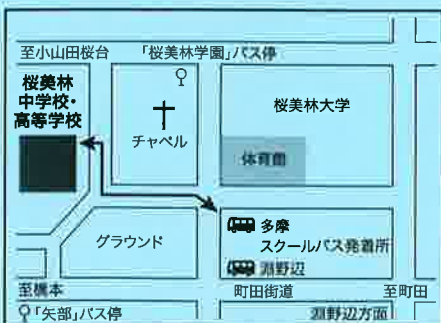 至小山田桜台
「桜美林学園」バス停
桜美林
中学校・
高等学校
チャペル
桜美林大学
体育館
グラウンド
多摩
スクールバス発着所
淵野辺
至橋本
町田街道
至町田
「矢部」バス停
淵野辺方面